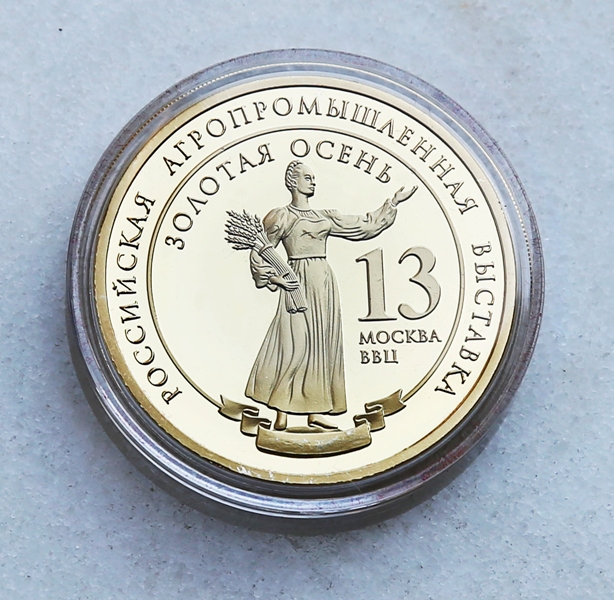 РОССИЙСКАЯ АГРОПРОМЫШЛЕННАЯ ВЫСТАВКА
ЗОЛОТАЯ ОСЕНЬ
13
МОСКВА
ВВЦ